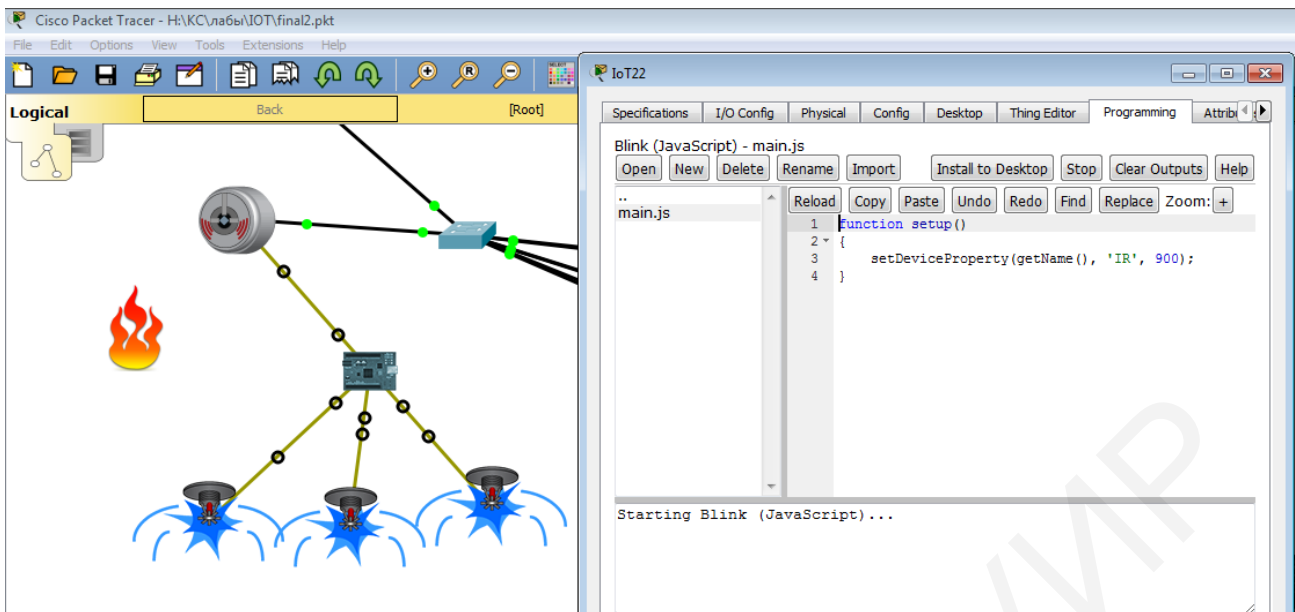 Cisco Packet Tracer - H:\КС\лабы\IOT\final2.pkt
File Edit Options View Tools Extensions Help
Logical
Back
[Root]
IoT22
Specifications I/O Config Physical Config Desktop Thing Editor Programming
Blink (JavaScript) - main.js
Open New Delete Rename Import Install to Desktop Stop Clear Outputs Help
..
main.js
Reload Copy Paste Undo Redo Find Replace Zoom: +
1 function setup()
2 {
3 setDeviceProperty(getName(), 'IR', 900);
4 }
Starting Blink (JavaScript)...